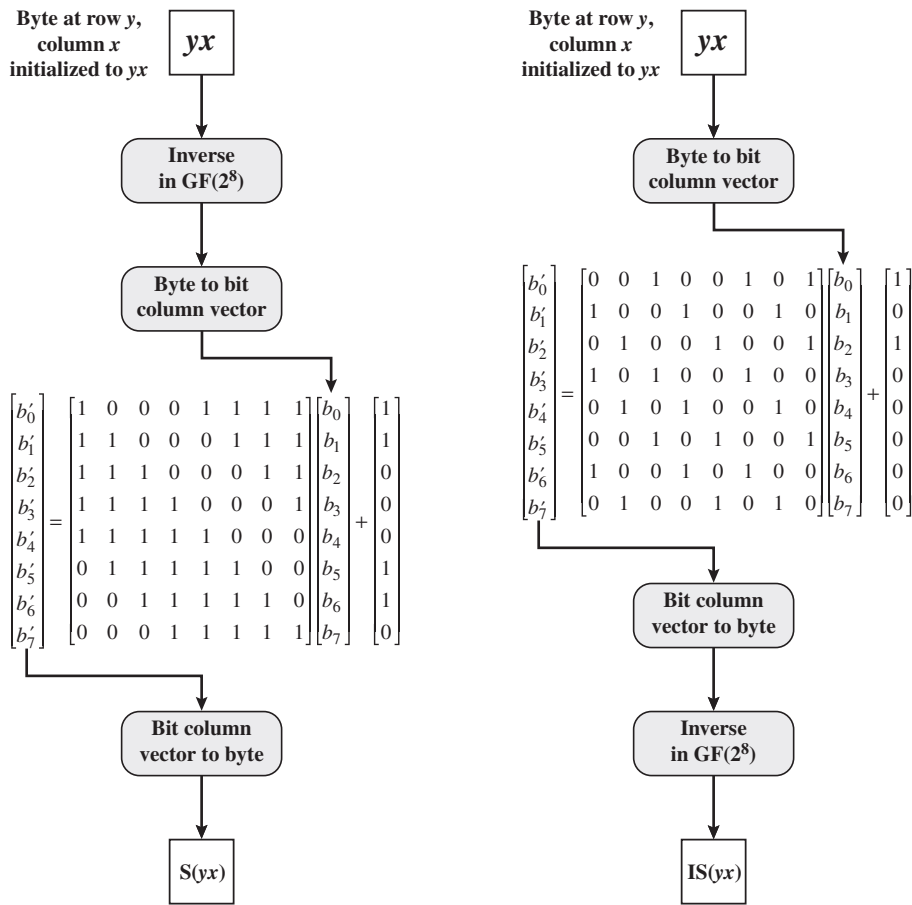 Byte at row y,
column x
initialized to yx
yx
Inverse
in GF(2⁸)
Byte to bit
column vector
b′₀ = 1 0 0 0 1 1 1 1 b₀ + 1
b′₁ 1 1 0 0 0 1 1 1 b₁ 1
b′₂ 1 1 1 0 0 0 1 1 b₂ 0
b′₃ 1 1 1 1 0 0 0 1 b₃ 0
b′₄ 1 1 1 1 1 0 0 0 b₄ 0
b′₅ 0 1 1 1 1 1 0 0 b₅ 1
b′₆ 0 0 1 1 1 1 1 0 b₆ 1
b′₇ 0 0 0 1 1 1 1 1 b₇ 0
Bit column
vector to byte
S(yx)
Byte at row y,
column x
initialized to yx
yx
Byte to bit
column vector
b′₀ = 0 0 1 0 0 1 0 1 b₀ + 1
b′₁ 1 0 0 1 0 0 1 0 b₁ 0
b′₂ 0 1 0 0 1 0 0 1 b₂ 1
b′₃ 1 0 1 0 0 1 0 0 b₃ 0
b′₄ 0 1 0 1 0 0 1 0 b₄ 0
b′₅ 0 0 1 0 1 0 0 1 b₅ 0
b′₆ 1 0 0 1 0 1 0 0 b₆ 0
b′₇ 0 1 0 0 1 0 1 0 b₇ 0
Bit column
vector to byte
Inverse
in GF(2⁸)
IS(yx)